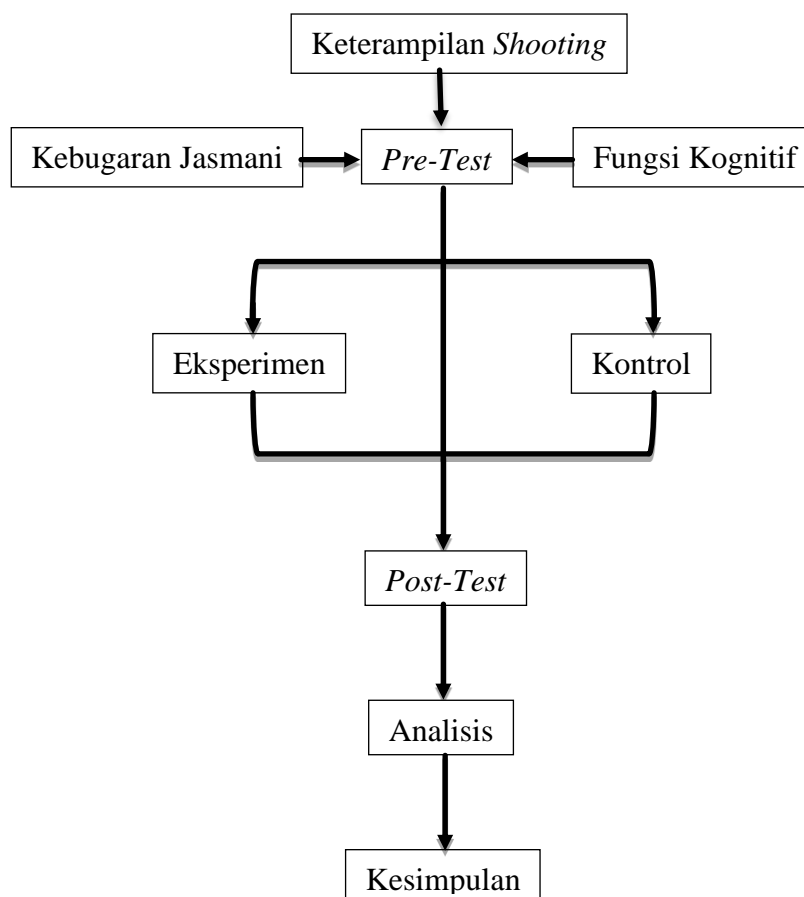 Keterampilan Shooting
Kebugaran Jasmani
Pre-Test
Fungsi Kognitif
Eksperimen
Kontrol
Post-Test
Analisis
Kesimpulan